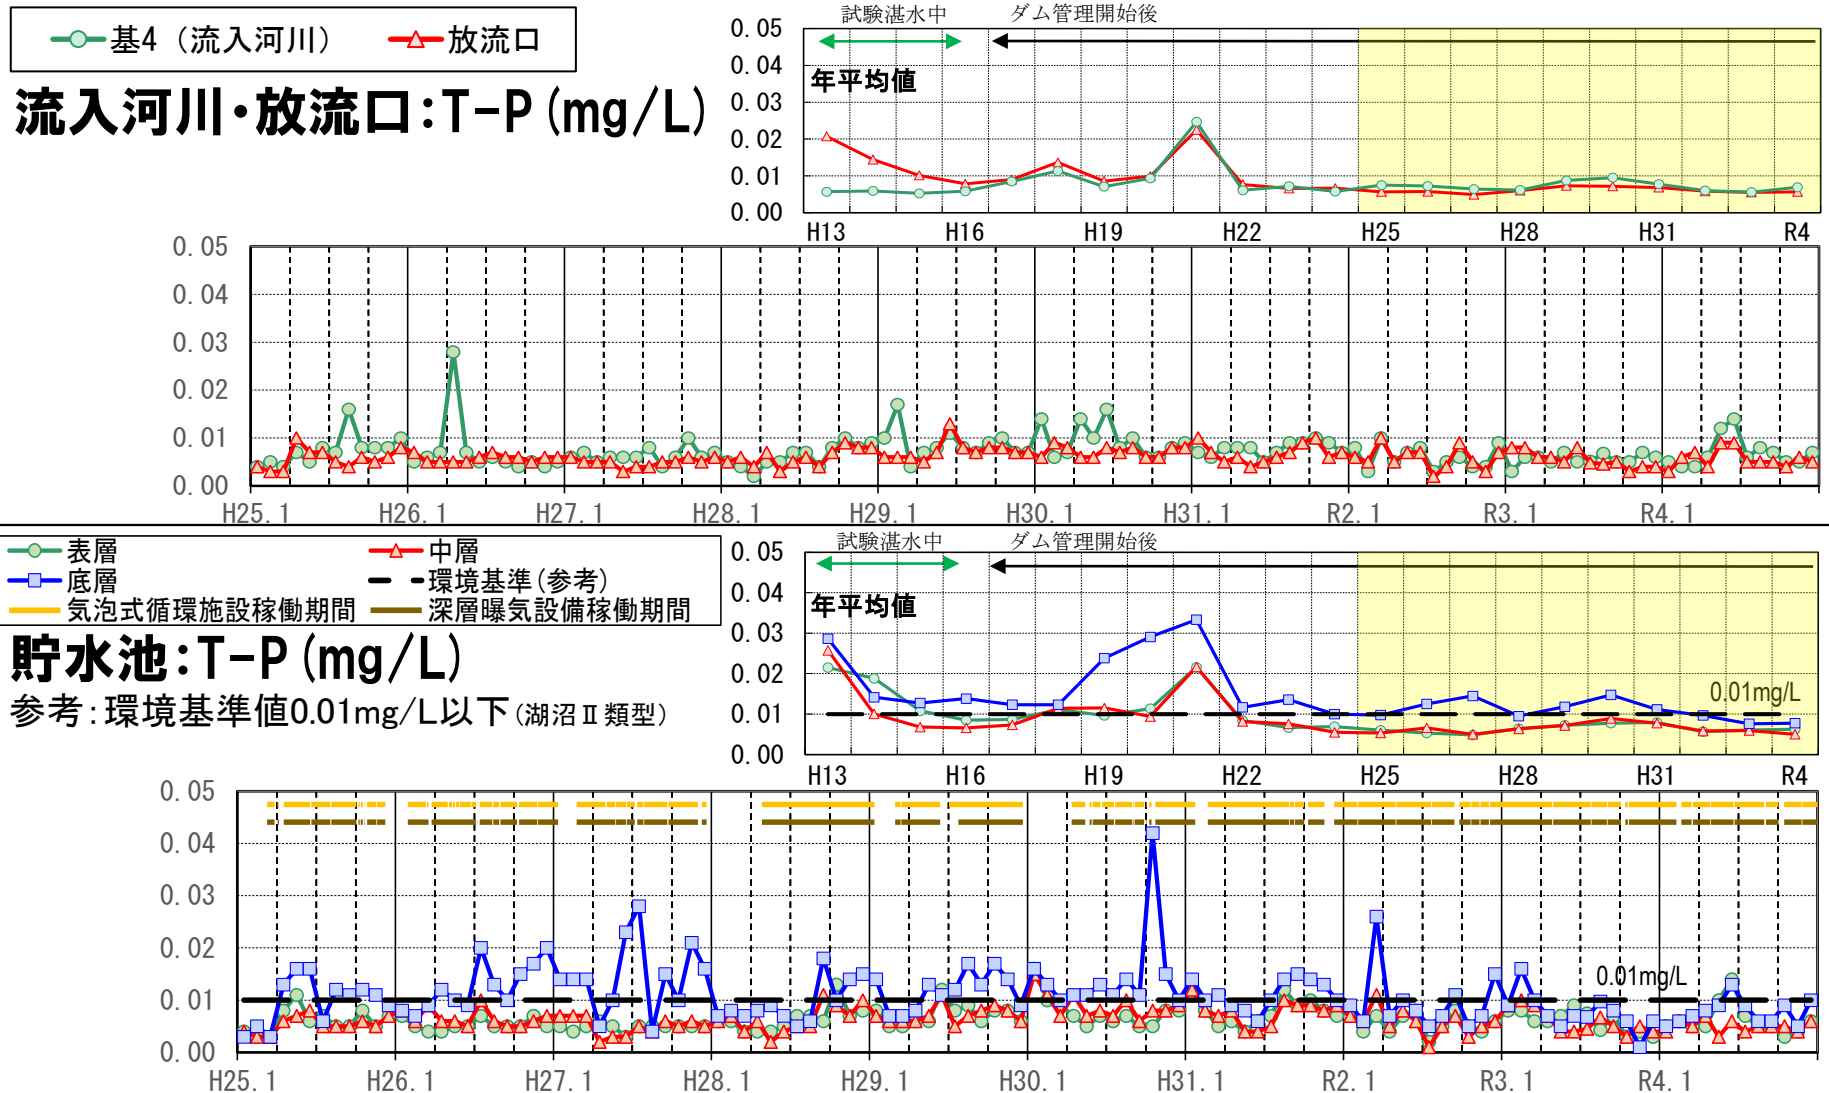 基4（流入河川） 放流口
流入河川・放流口:T-P(mg/L)
試験湛水中 ダム管理開始後
年平均値
0.05
0.04
0.03
0.02
0.01
0.00
H13 H16 H19 H22 H25 H28 H31 R4
0.05
0.04
0.03
0.02
0.01
0.00
H25.1 H26.1 H27.1 H28.1 H29.1 H30.1 H31.1 R2.1 R3.1 R4.1
表層 中層
底層 環境基準(参考)
気泡式循環施設稼働期間 深層曝気設備稼働期間
貯水池:T-P(mg/L)
参考:環境基準値0.01mg/L以下(湖沼Ⅱ類型)
試験湛水中 ダム管理開始後
年平均値
0.05
0.04
0.03
0.02
0.01
0.00
0.01mg/L
H13 H16 H19 H22 H25 H28 H31 R4
0.05
0.04
0.03
0.02
0.01
0.00
0.01mg/L
H25.1 H26.1 H27.1 H28.1 H29.1 H30.1 H31.1 R2.1 R3.1 R4.1